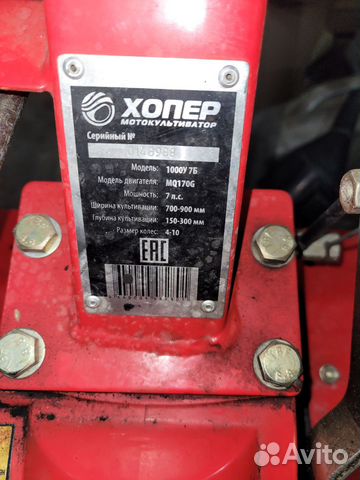 ХОПЕР
МОТОКУЛЬТИВАТОР
Серийный №
Модель: 1000У 7Б
Модель двигателя: MQ170G
Мощность: 7 л.с.
Ширина культивации: 700-900 мм
Глубина культивации: 150-300 мм
Размер колес: 4-10
EAC
Avito